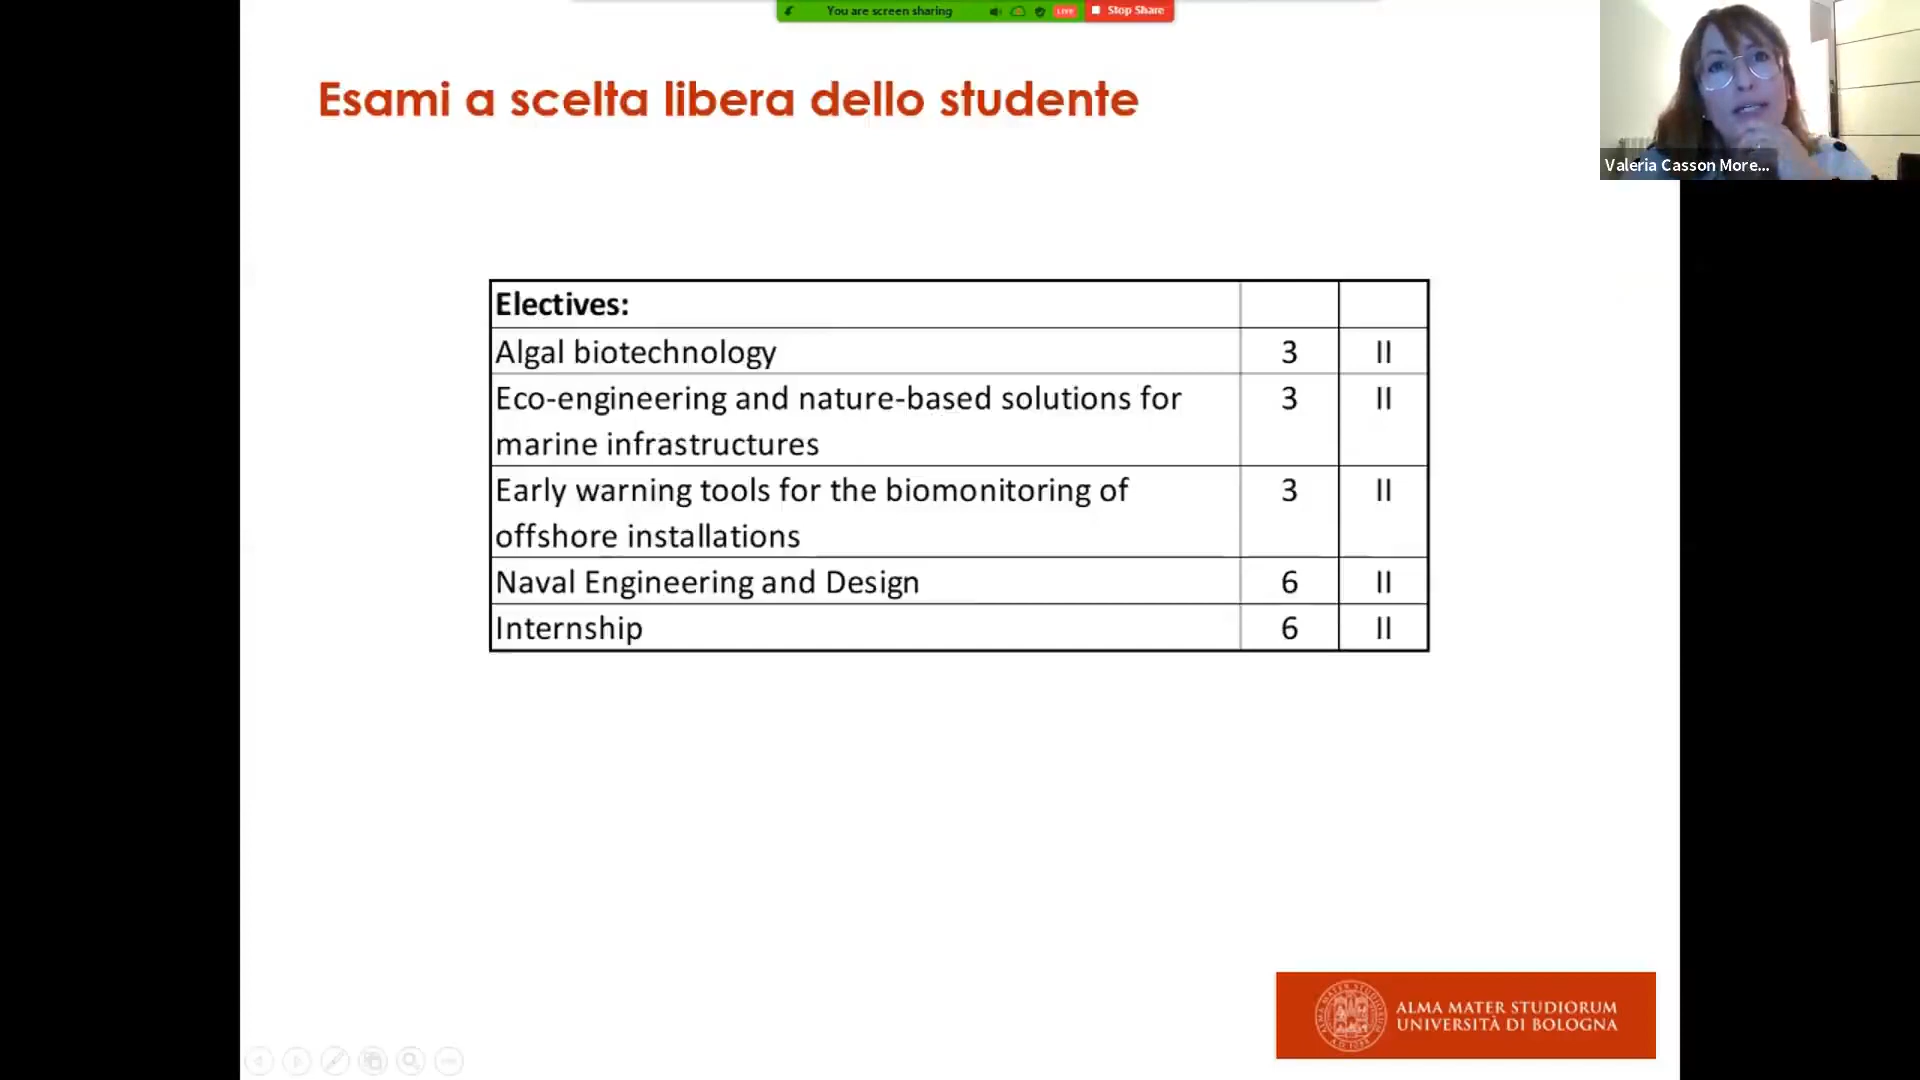 You are screen sharing
LIVE
Stop Share
Esami a scelta libera dello studente
Valeria Casson More...
Electives:
Algal biotechnology 3 II
Eco-engineering and nature-based solutions for 3 II
marine infrastructures
Early warning tools for the biomonitoring of 3 II
offshore installations
Naval Engineering and Design 6 II
Internship 6 II
ALMA MATER STUDIORUM
UNIVERSITÀ DI BOLOGNA